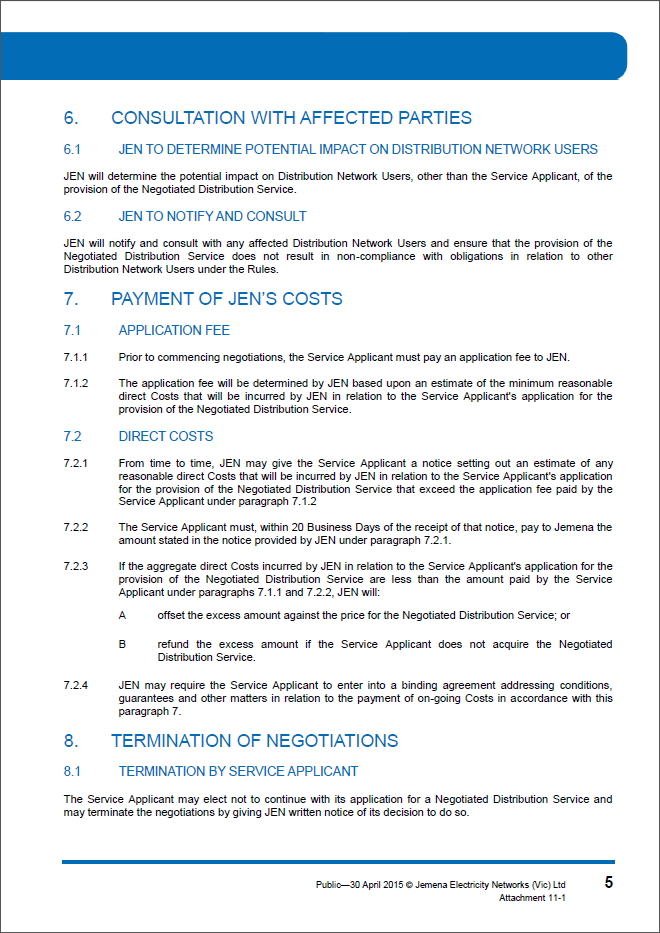 6. CONSULTATION WITH AFFECTED PARTIES
6.1 JEN TO DETERMINE POTENTIAL IMPACT ON DISTRIBUTION NETWORK USERS
JEN will determine the potential impact on Distribution Network Users, other than the Service Applicant, of the
provision of the Negotiated Distribution Service.
6.2 JEN TO NOTIFY AND CONSULT
JEN will notify and consult with any affected Distribution Network Users and ensure that the provision of the
Negotiated Distribution Service does not result in non-compliance with obligations in relation to other
Distribution Network Users under the Rules.
7. PAYMENT OF JEN'S COSTS
7.1 APPLICATION FEE
7.1.1 Prior to commencing negotiations, the Service Applicant must pay an application fee to JEN.
7.1.2 The application fee will be determined by JEN based upon an estimate of the minimum reasonable
direct Costs that will be incurred by JEN in relation to the Service Applicant's application for the
provision of the Negotiated Distribution Service.
7.2 DIRECT COSTS
7.2.1 From time to time, JEN may give the Service Applicant a notice setting out an estimate of any
reasonable direct Costs that will be incurred by JEN in relation to the Service Applicant's application
for the provision of the Negotiated Distribution Service that exceed the application fee paid by the
Service Applicant under paragraph 7.1.2
7.2.2 The Service Applicant must, within 20 Business Days of the receipt of that notice, pay to Jemena the
amount stated in the notice provided by JEN under paragraph 7.2.1.
7.2.3 If the aggregate direct Costs incurred by JEN in relation to the Service Applicant's application for the
provision of the Negotiated Distribution Service are less than the amount paid by the Service
Applicant under paragraphs 7.1.1 and 7.2.2, JEN will:
A offset the excess amount against the price for the Negotiated Distribution Service; or
B refund the excess amount if the Service Applicant does not acquire the Negotiated
Distribution Service.
7.2.4 JEN may require the Service Applicant to enter into a binding agreement addressing conditions,
guarantees and other matters in relation to the payment of on-going Costs in accordance with this
paragraph 7.
8. TERMINATION OF NEGOTIATIONS
8.1 TERMINATION BY SERVICE APPLICANT
The Service Applicant may elect not to continue with its application for a Negotiated Distribution Service and
may terminate the negotiations by giving JEN written notice of its decision to do so.
Public—30 April 2015 © Jemena Electricity Networks (Vic) Ltd 5
Attachment 11-1